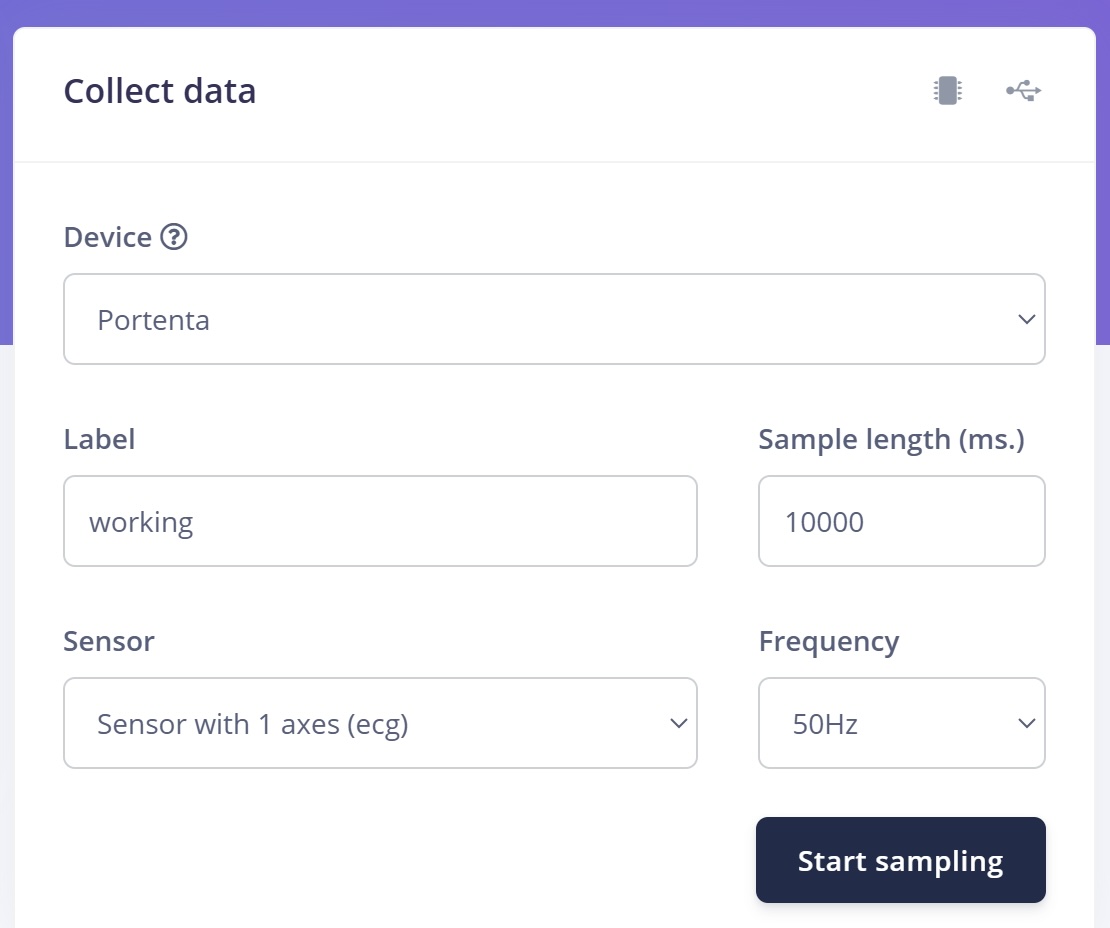 Collect data
Device ?
Portenta
Label
Sample length (ms.)
working
10000
Sensor
Frequency
Sensor with 1 axes (ecg)
50Hz
Start sampling